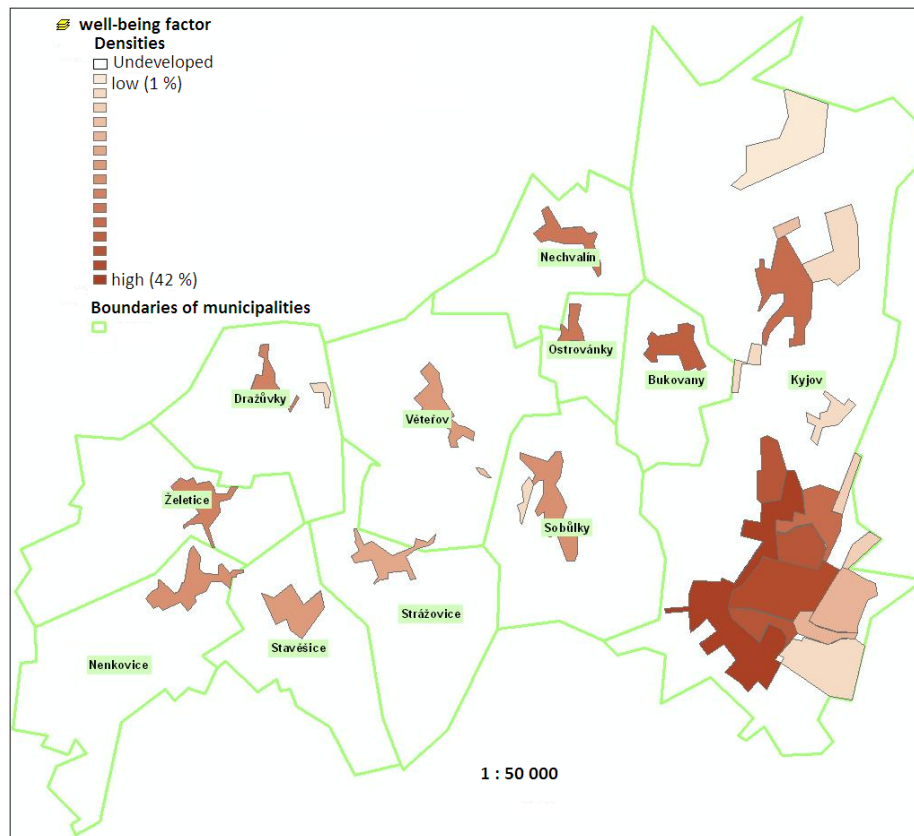 well-being factor
Densities
Undeveloped
low (1 %)
high (42 %)
Boundaries of municipalities
Nechvalín
Ostrovánky
Bukovany
Kyjov
Dražůvky
Věteřov
Želetice
Sobůlky
Strážovice
Stavěšice
Nenkovice
1 : 50 000